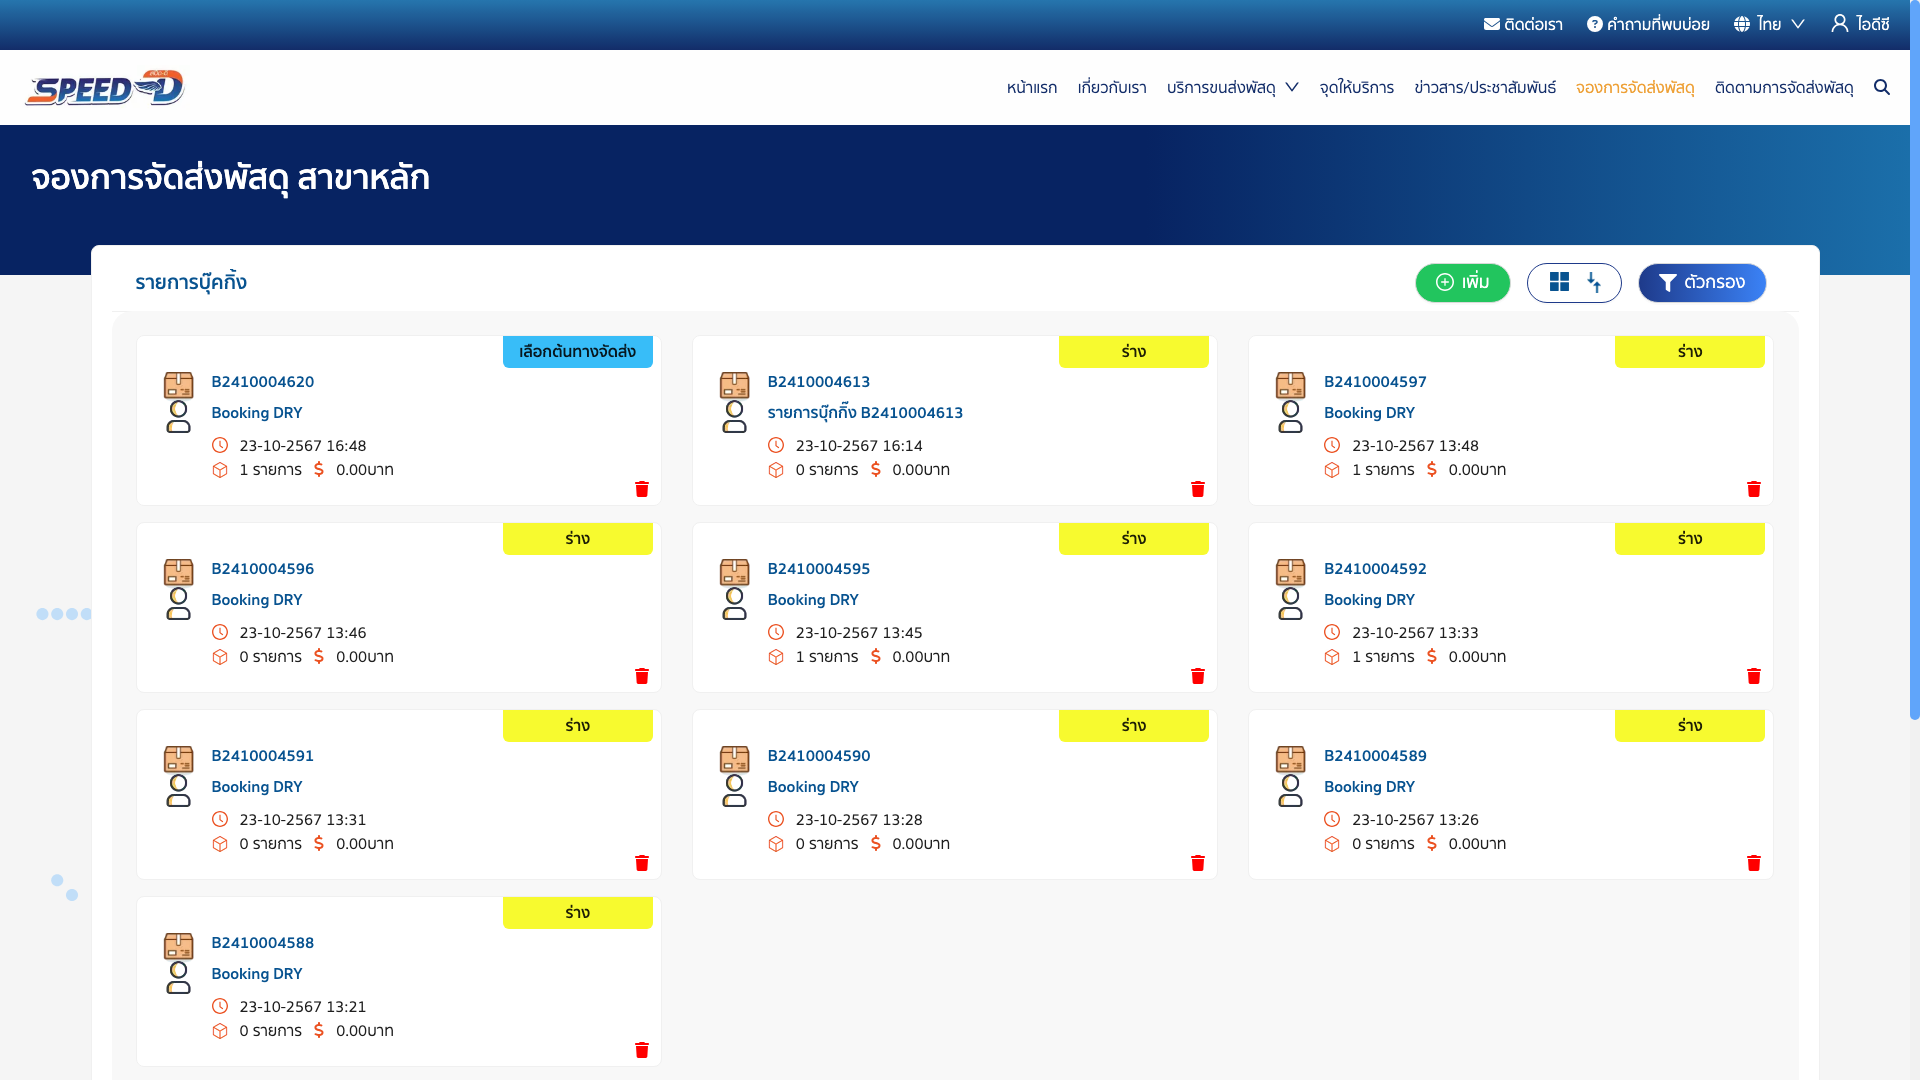 ติดต่อเรา คำถามที่พบบ่อย ไทย ไอดีซี
SPEED-D
หน้าแรก เกี่ยวกับเรา บริการขนส่งพัสดุ จุดให้บริการ ข่าวสาร/ประชาสัมพันธ์ จองการจัดส่งพัสดุ ติดตามการจัดส่งพัสดุ
จองการจัดส่งพัสดุ สาขาหลัก
รายการบุ๊คกิ้ง เพิ่ม ตัวกรอง
เลือกต้นทางจัดส่ง
B2410004620
Booking DRY
23-10-2567 16:48
1 รายการ 0.00บาท
ร่าง
B2410004613
รายการบุ๊กกิ๊ง B2410004613
23-10-2567 16:14
0 รายการ 0.00บาท
ร่าง
B2410004597
Booking DRY
23-10-2567 13:48
1 รายการ 0.00บาท
ร่าง
B2410004596
Booking DRY
23-10-2567 13:46
0 รายการ 0.00บาท
ร่าง
B2410004595
Booking DRY
23-10-2567 13:45
1 รายการ 0.00บาท
ร่าง
B2410004592
Booking DRY
23-10-2567 13:33
1 รายการ 0.00บาท
ร่าง
B2410004591
Booking DRY
23-10-2567 13:31
0 รายการ 0.00บาท
ร่าง
B2410004590
Booking DRY
23-10-2567 13:28
0 รายการ 0.00บาท
ร่าง
B2410004589
Booking DRY
23-10-2567 13:26
0 รายการ 0.00บาท
ร่าง
B2410004588
Booking DRY
23-10-2567 13:21
0 รายการ 0.00บาท